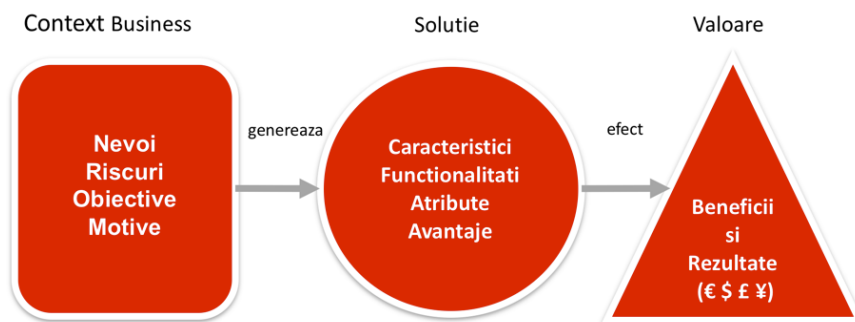 Context Business
Solutie
Valoare
Nevoi
Riscuri
Obiective
Motive
genereaza
Caracteristici
Functionalitati
Atribute
Avantaje
efect
Beneficii
si
Rezultate
(€ $ £ ¥)